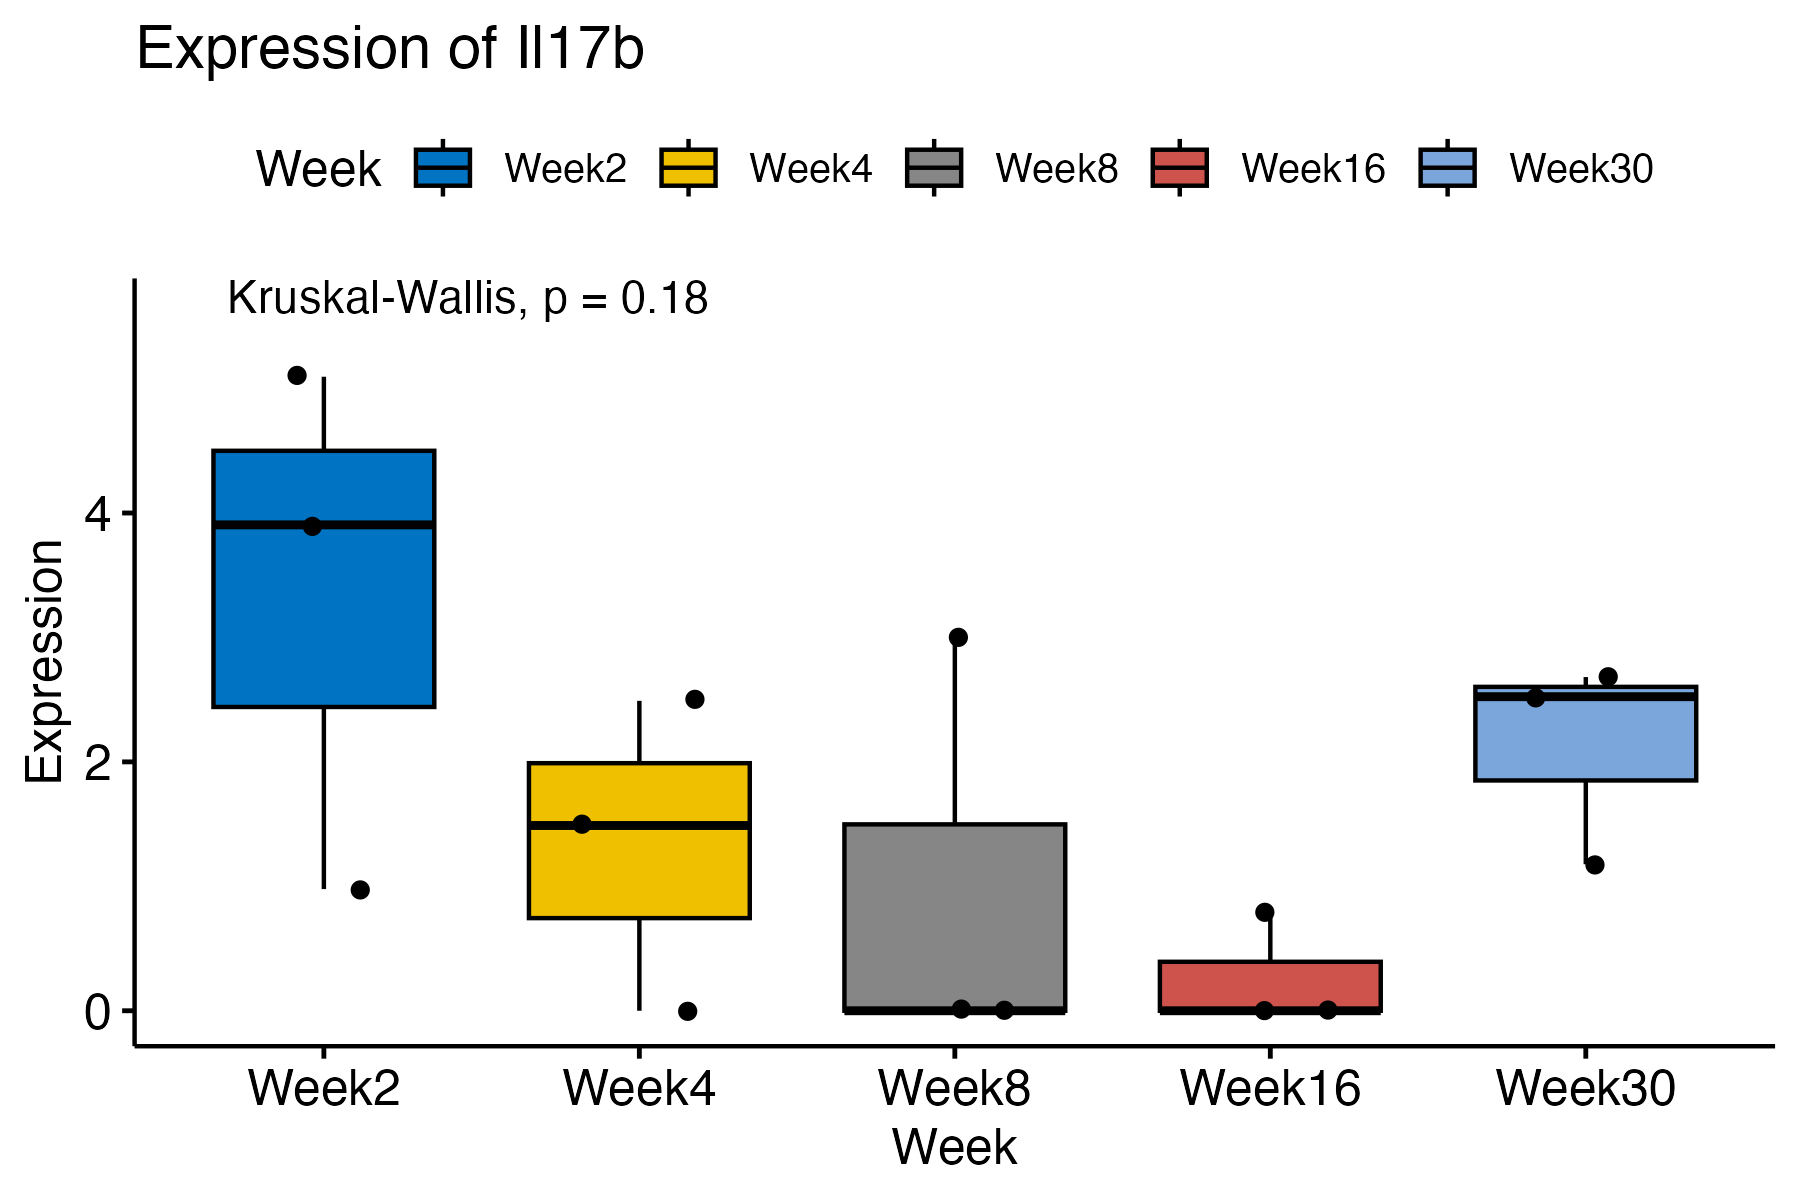 Expression of Il17b
Week Week2 Week4 Week8 Week16 Week30
Kruskal-Wallis, p = 0.18
Expression
4
2
0
Week2 Week4 Week8 Week16 Week30
Week